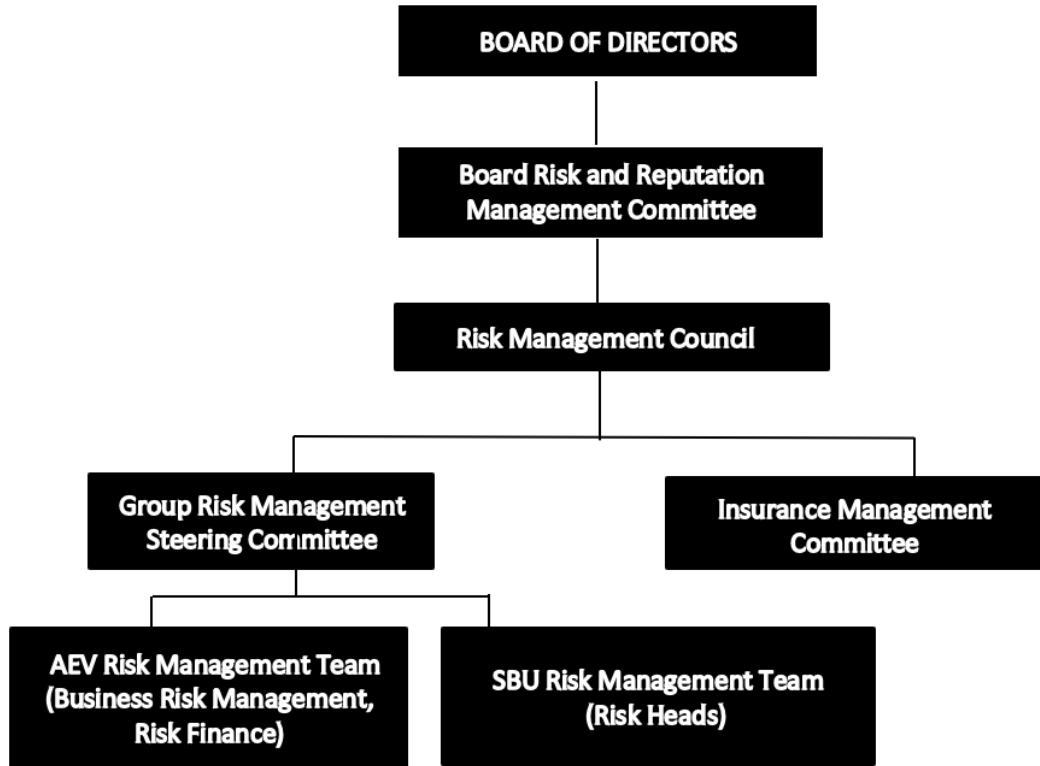 BOARD OF DIRECTORS
Board Risk and Reputation
Management Committee
Risk Management Council
Group Risk Management
Steering Committee
Insurance Management
Committee
AEV Risk Management Team
(Business Risk Management,
Risk Finance)
SBU Risk Management Team
(Risk Heads)